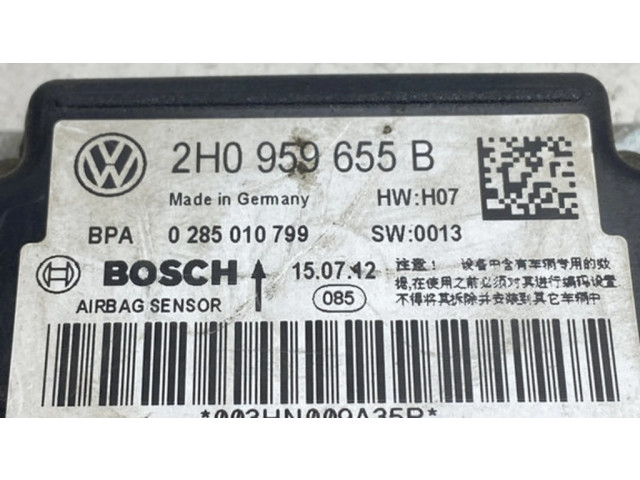 2H0 959 655 B
Made in Germany HW:H07
BPA 0 285 010 799 SW:0013
BOSCH 15.07.12 注意！ 设备中含有车辆专用的数
AIRBAG SENSOR 085 提,在使用之前必须对其进行编码设置
不得将其拆除并安装到其它车辆中
*003HN009A35R*